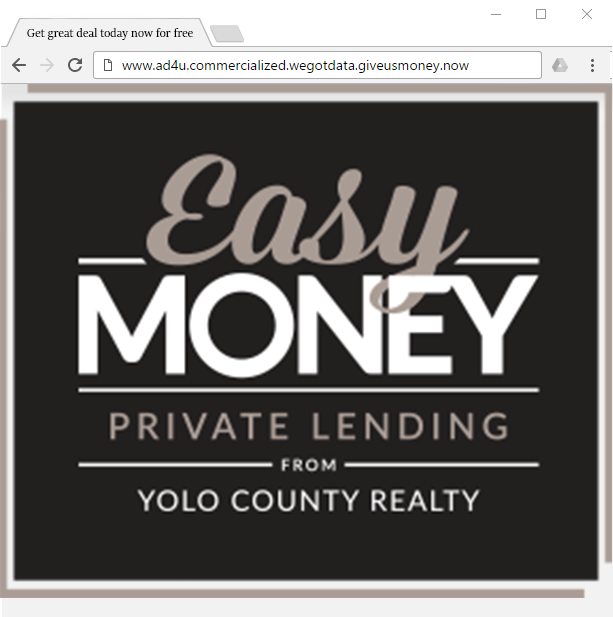 Get great deal today now for free
www.ad4u.commercialized.wegotdata.giveusmoney.now
Easy
MONEY
PRIVATE LENDING
FROM
YOLO COUNTY REALTY